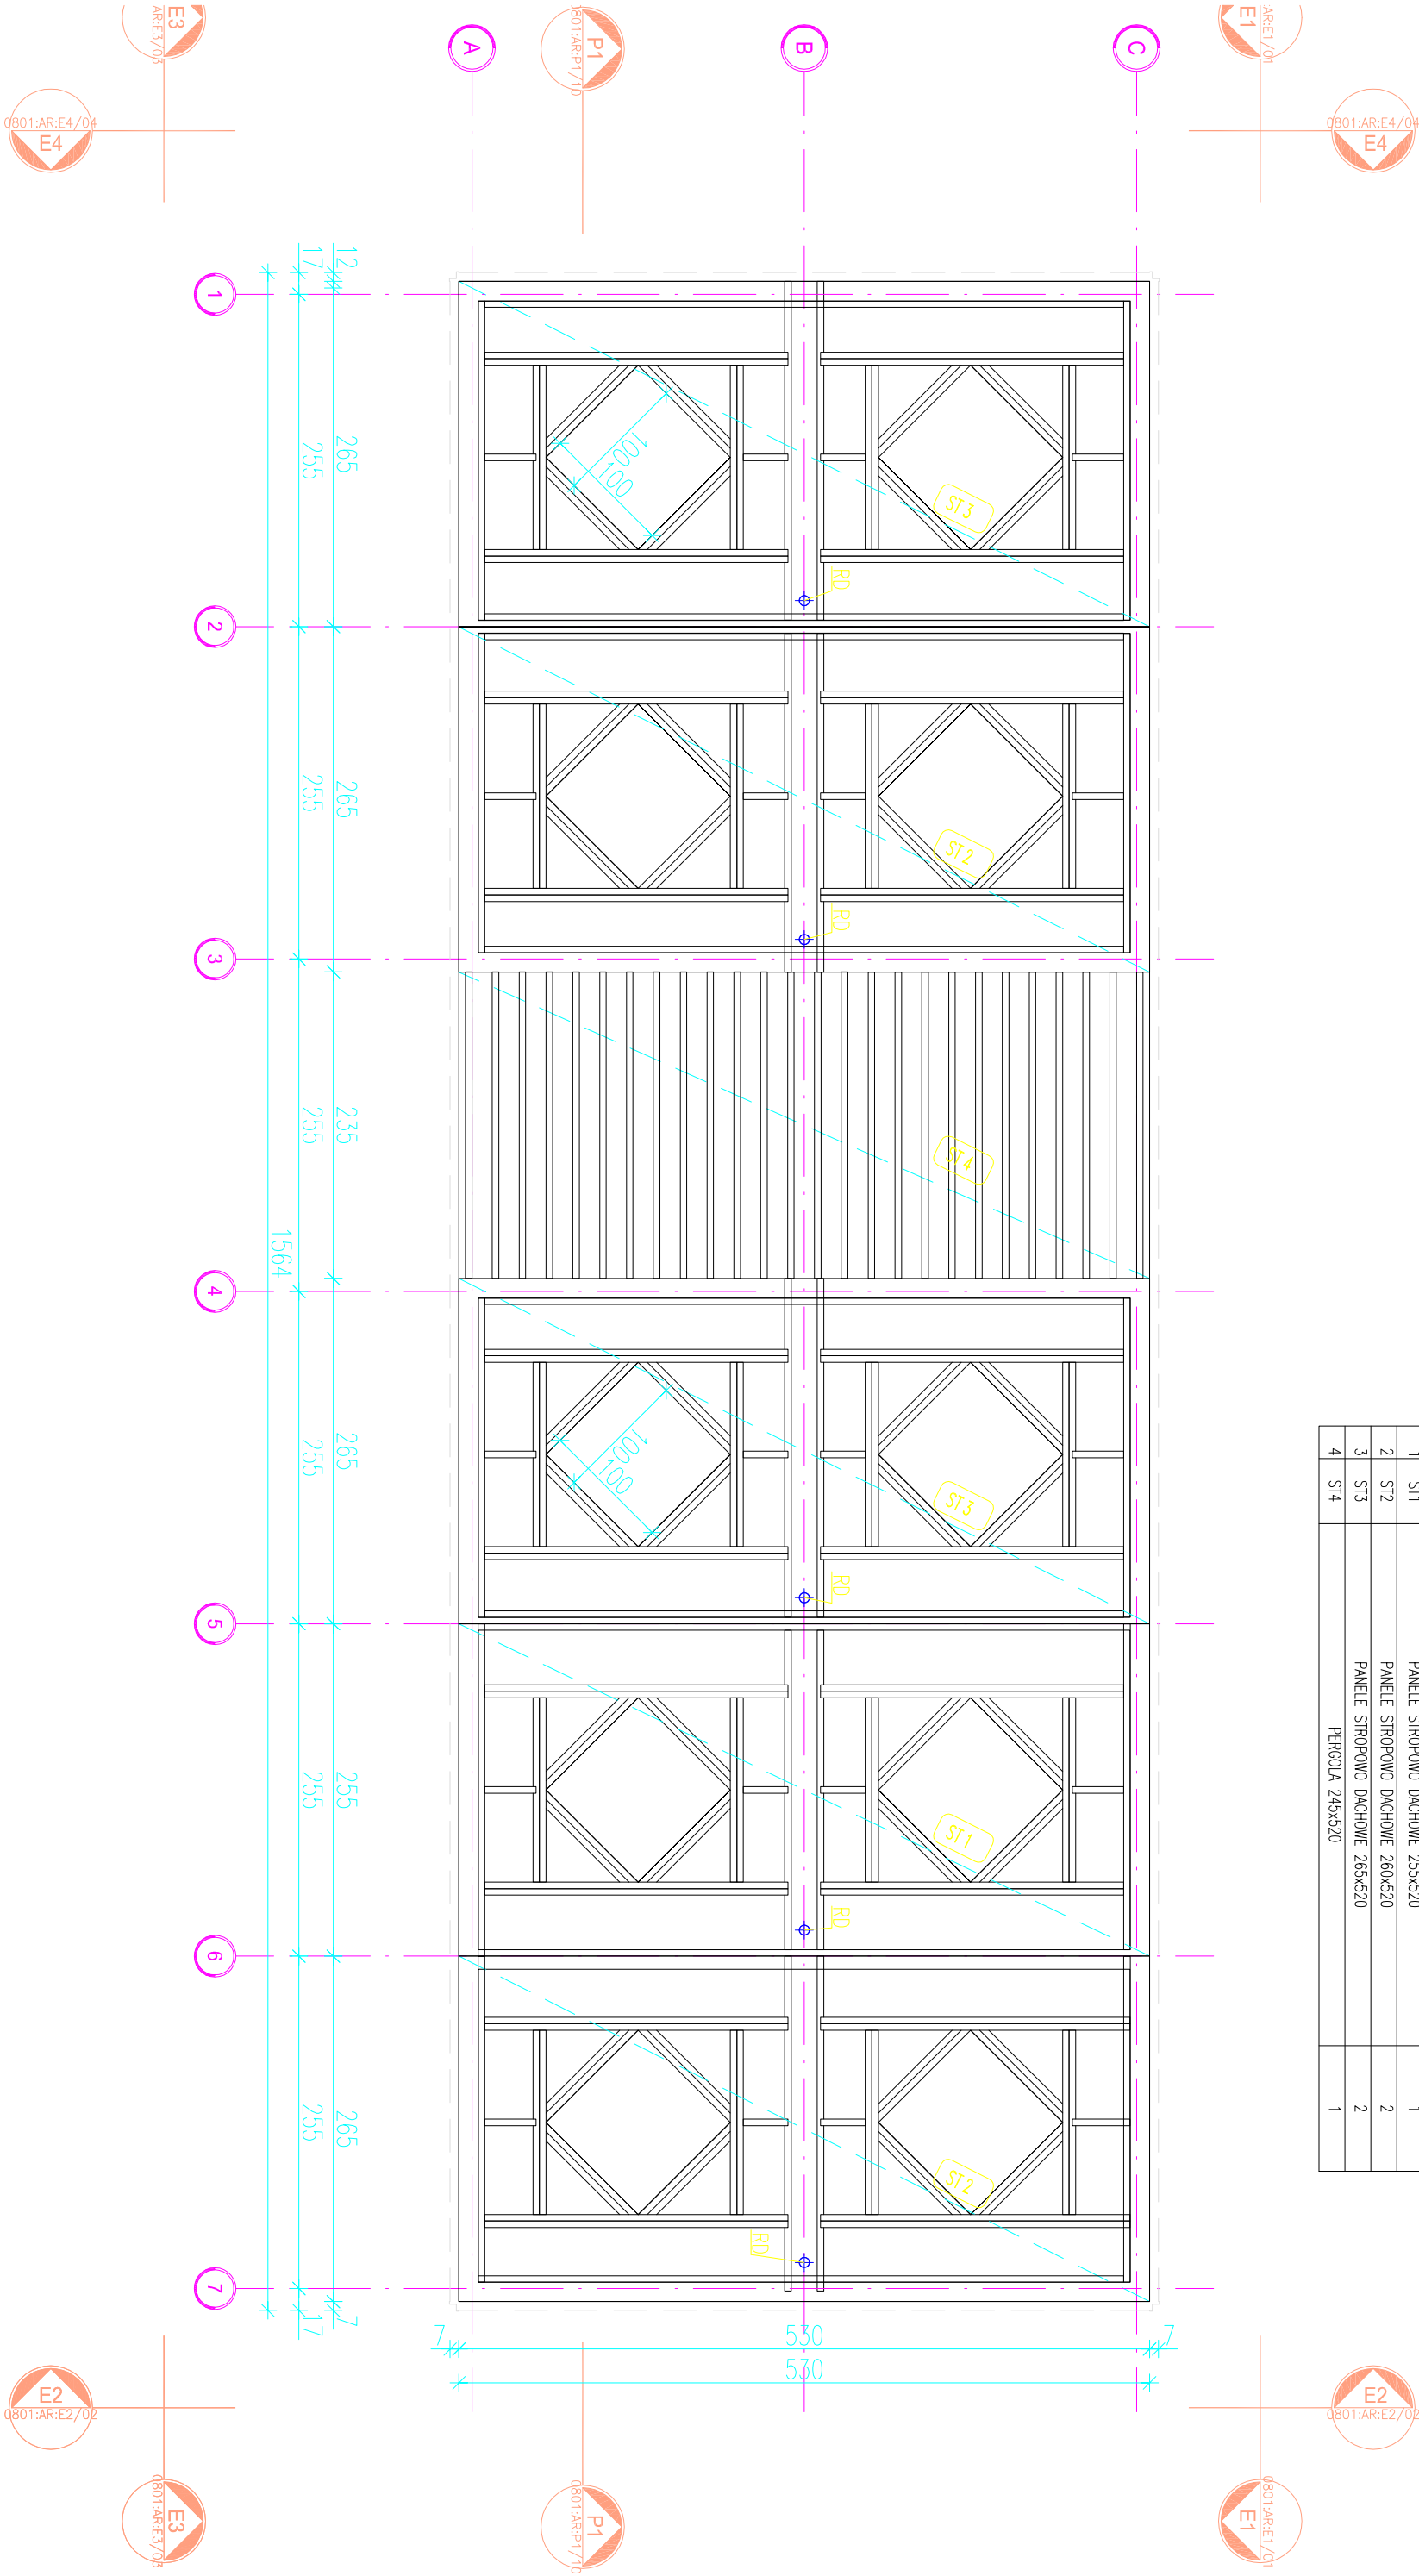 E3
AR:E3/03
P1
0801:AR:P1/10
E1
AR:E1/01
0801:AR:E4/04
E4
0801:AR:E4/04
E4
A
B
C
1
2
3
4
5
6
7
17
12
255
265
255
265
255
235
1564
255
265
255
255
255
265
17
7
100
100
ST3
RD
ST2
RD
ST4
100
100
ST3
RD
ST1
RD
ST2
RD
7
530
7
530
1 ST1 PANELE STROPOWO DACHOWE 255x520 1
2 ST2 PANELE STROPOWO DACHOWE 260x520 2
3 ST3 PANELE STROPOWO DACHOWE 265x520 2
4 ST4 PERGOLA 245x520 1
E2
0801:AR:E2/02
E2
0801:AR:E2/02
0801:AR:E3/03
E3
0801:AR:P1/10
P1
0801:AR:E1/01
E1